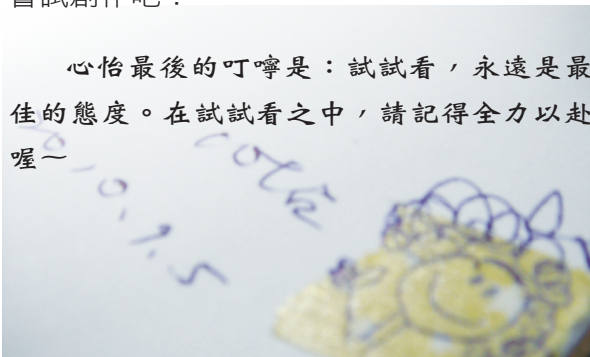 心怡最後的叮嚀是：試試看，永遠是最
佳的態度。在試試看之中，請記得全力以赴
喔～